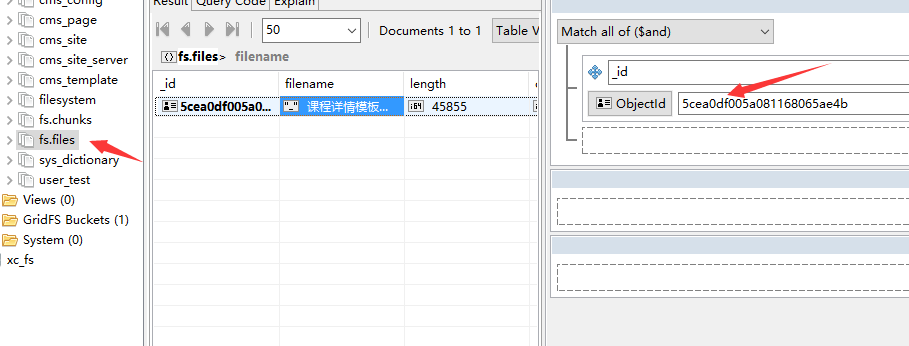 cms_config
cms_page
cms_site
cms_site_server
cms_template
filesystem
fs.chunks
fs.files
sys_dictionary
user_test
Views (0)
GridFS Buckets (1)
System (0)
xc_fs
Result Query Code Explain
50 Documents 1 to 1 Table V
fs.files> filename
_id filename length
5cea0df005a0... 课程详情模板... i64 45855
Match all of ($and)
_id
ObjectId 5cea0df005a081168065ae4b